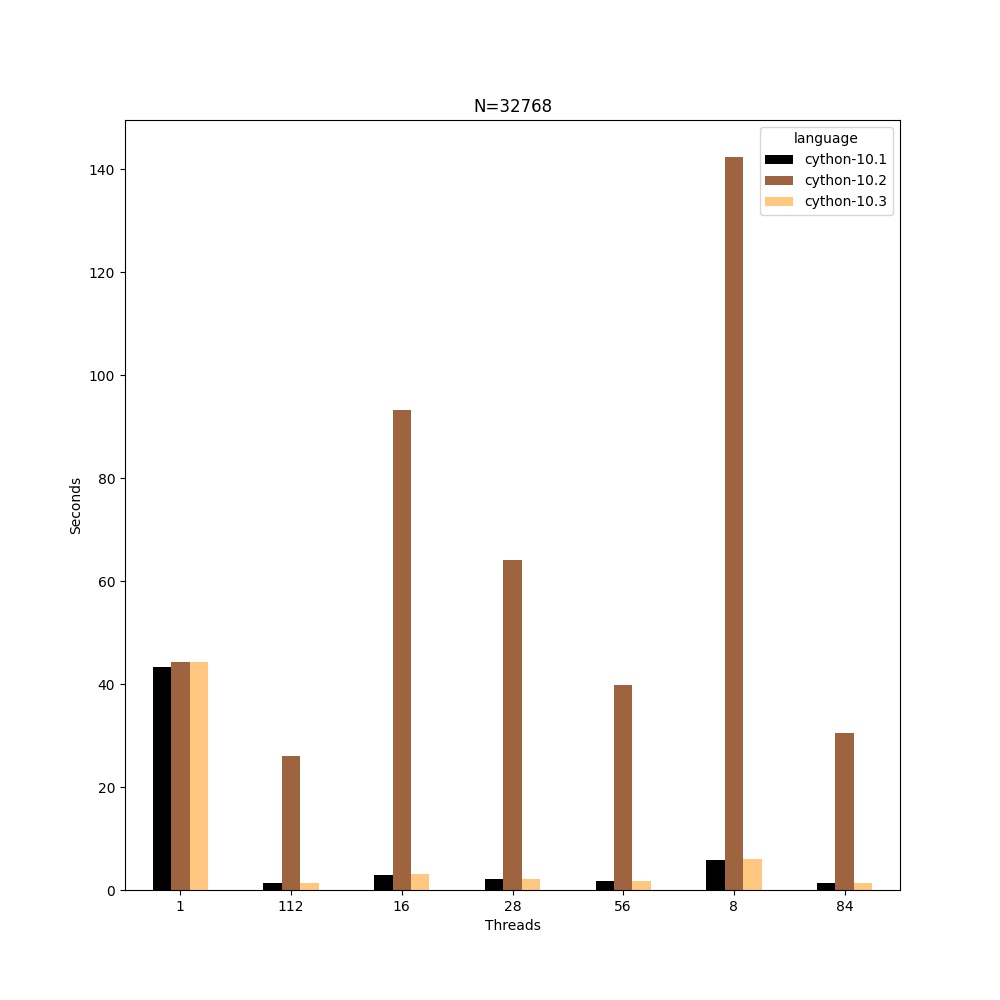 N=32768
language
cython-10.1
cython-10.2
cython-10.3
140
120
100
80
60
40
20
0
Seconds
1 112 16 28 56 8 84
Threads